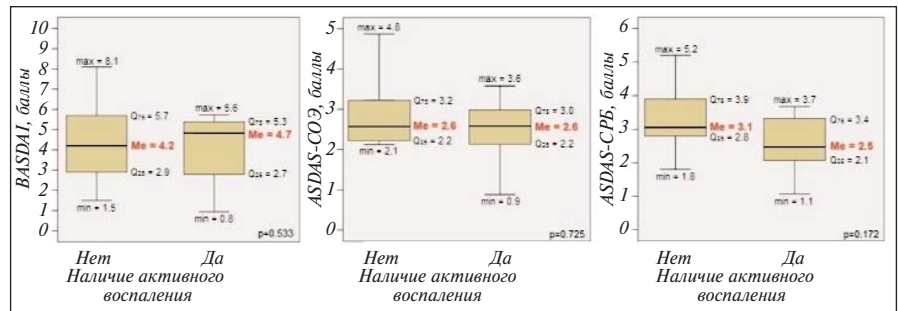 BASDAI, баллы
10
9
8
7
6
5
4
3
2
1
0
max = 8.1
Q75 = 5.7
Me = 4.2
Q25 = 2.9
min = 1.5
max = 5.6
Q75 = 5.3
Me = 4.7
Q25 = 2.7
min = 0.8
p=0.533
Нет Да
Наличие активного
воспаления
ASDAS-СОЭ, баллы
5
4
3
2
1
0
max = 4.8
Q75 = 3.2
Me = 2.6
Q25 = 2.2
min = 2.1
max = 3.6
Q75 = 3.0
Me = 2.6
Q25 = 2.2
min = 0.9
p=0.725
Нет Да
Наличие активного
воспаления
ASDAS-СРБ, баллы
6
5
4
3
2
1
0
max = 5.2
Q75 = 3.9
Me = 3.1
Q25 = 2.8
min = 1.8
max = 3.7
Q75 = 3.4
Me = 2.5
Q25 = 2.1
min = 1.1
p=0.172
Нет Да
Наличие активного
воспаления